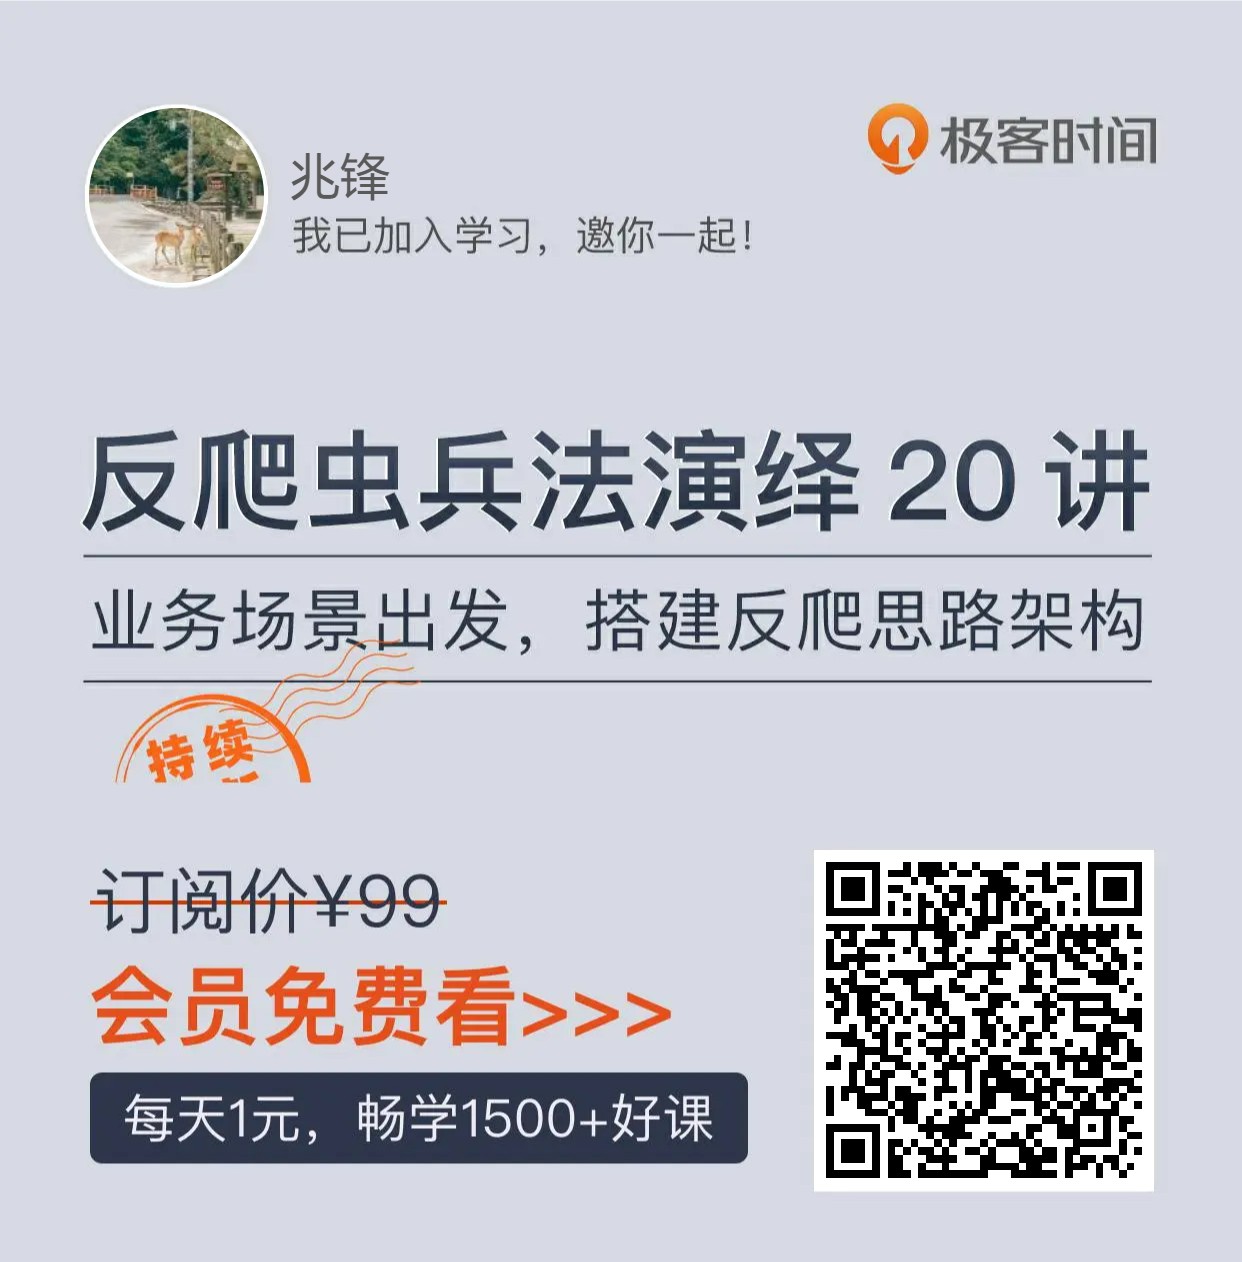 极客时间
兆锋
我已加入学习，邀你一起！
反爬虫兵法演绎 20 讲
业务场景出发，搭建反爬思路架构
持续
订阅价¥99
会员免费看>>>
每天1元，畅学1500+好课